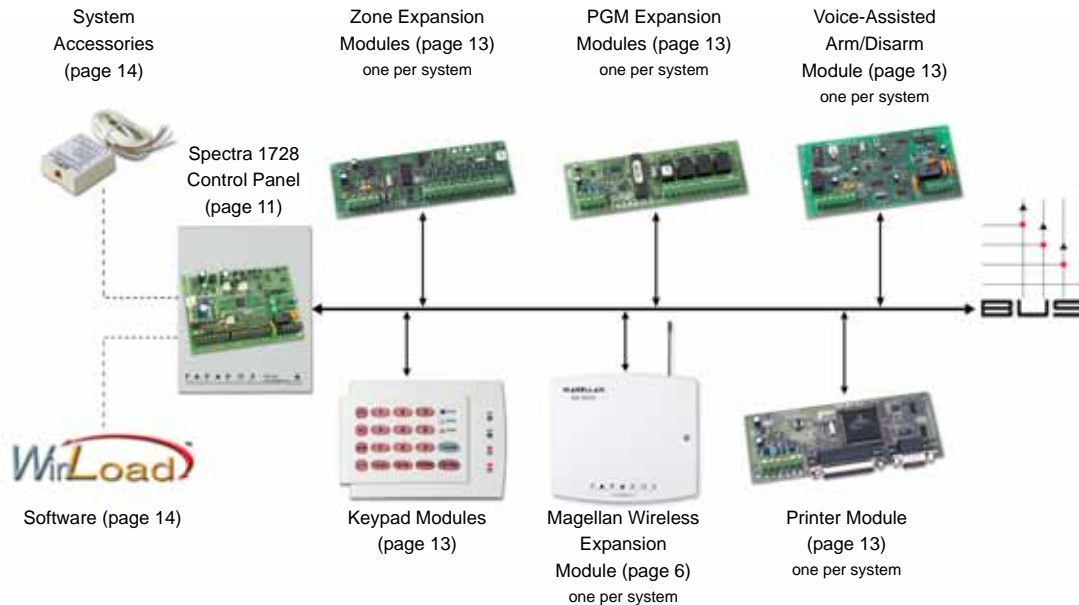 System
Accessories
(page 14)
Zone Expansion
Modules (page 13)
one per system
PGM Expansion
Modules (page 13)
one per system
Voice-Assisted
Arm/Disarm
Module (page 13)
one per system
Spectra 1728
Control Panel
(page 11)
PARADOX
BUS
WinLoad
Software (page 14)
Keypad Modules
(page 13)
MAGELLAN
PARADOX
Magellan Wireless
Expansion
Module (page 6)
one per system
Printer Module
(page 13)
one per system